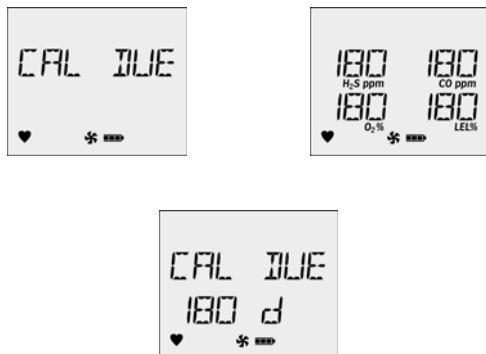 CAL DUE
180 180
H₂S ppm CO ppm
180 180
O₂% LEL%
CAL DUE
180 d